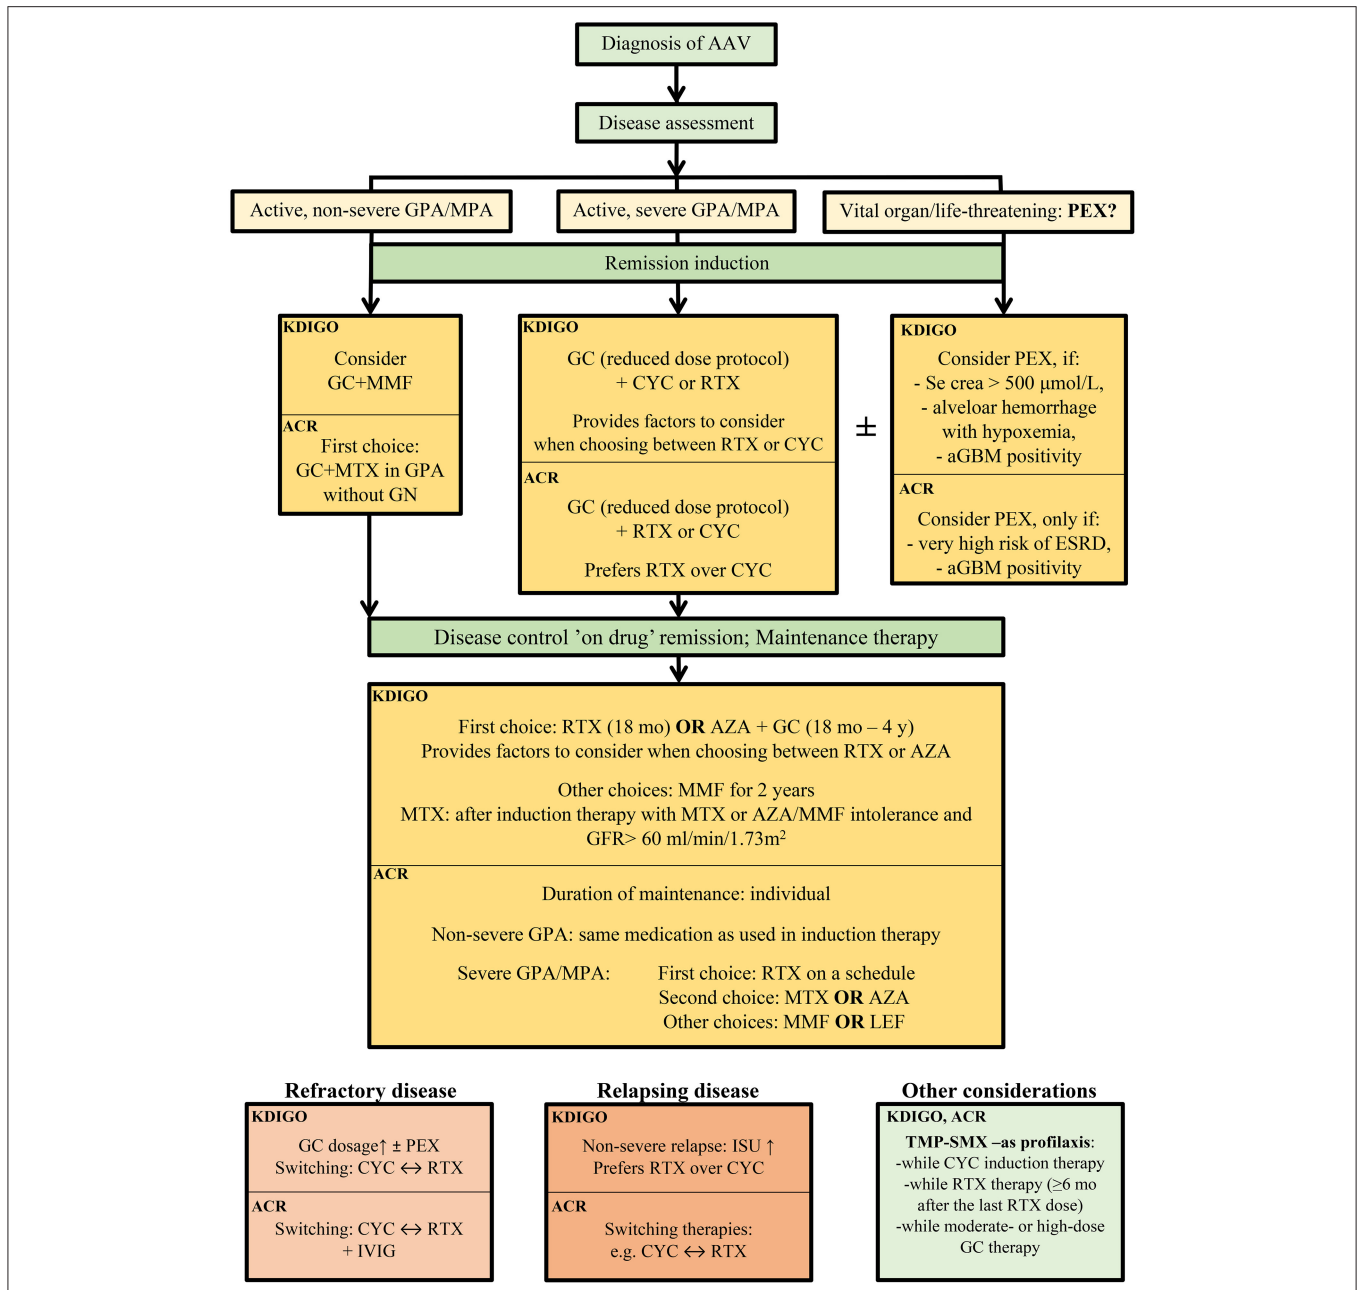 Diagnosis of AAV
Disease assessment
Active, non-severe GPA/MPA
Active, severe GPA/MPA
Vital organ/life-threatening: PEX?
Remission induction
KDIGO
Consider
GC+MMF
ACR
First choice:
GC+MTX in GPA
without GN
KDIGO
GC (reduced dose protocol)
+ CYC or RTX
Provides factors to consider
when choosing between RTX or CYC
ACR
GC (reduced dose protocol)
+ RTX or CYC
Prefers RTX over CYC
±
KDIGO
Consider PEX, if:
- Se crea > 500 μmol/L,
- alveloar hemorrhage
with hypoxemia,
- aGBM positivity
ACR
Consider PEX, only if:
- very high risk of ESRD,
- aGBM positivity
Disease control ’on drug’ remission; Maintenance therapy
KDIGO
First choice: RTX (18 mo) OR AZA + GC (18 mo – 4 y)
Provides factors to consider when choosing between RTX or AZA
Other choices: MMF for 2 years
MTX: after induction therapy with MTX or AZA/MMF intolerance and
GFR> 60 ml/min/1.73m²
ACR
Duration of maintenance: individual
Non-severe GPA: same medication as used in induction therapy
Severe GPA/MPA: First choice: RTX on a schedule
Second choice: MTX OR AZA
Other choices: MMF OR LEF
Refractory disease
KDIGO
GC dosage↑ ± PEX
Switching: CYC ↔ RTX
ACR
Switching: CYC ↔ RTX
+ IVIG
Relapsing disease
KDIGO
Non-severe relapse: ISU ↑
Prefers RTX over CYC
ACR
Switching therapies:
e.g. CYC ↔ RTX
Other considerations
KDIGO, ACR
TMP-SMX –as profilaxis:
-while CYC induction therapy
-while RTX therapy (≥6 mo
after the last RTX dose)
-while moderate- or high-dose
GC therapy